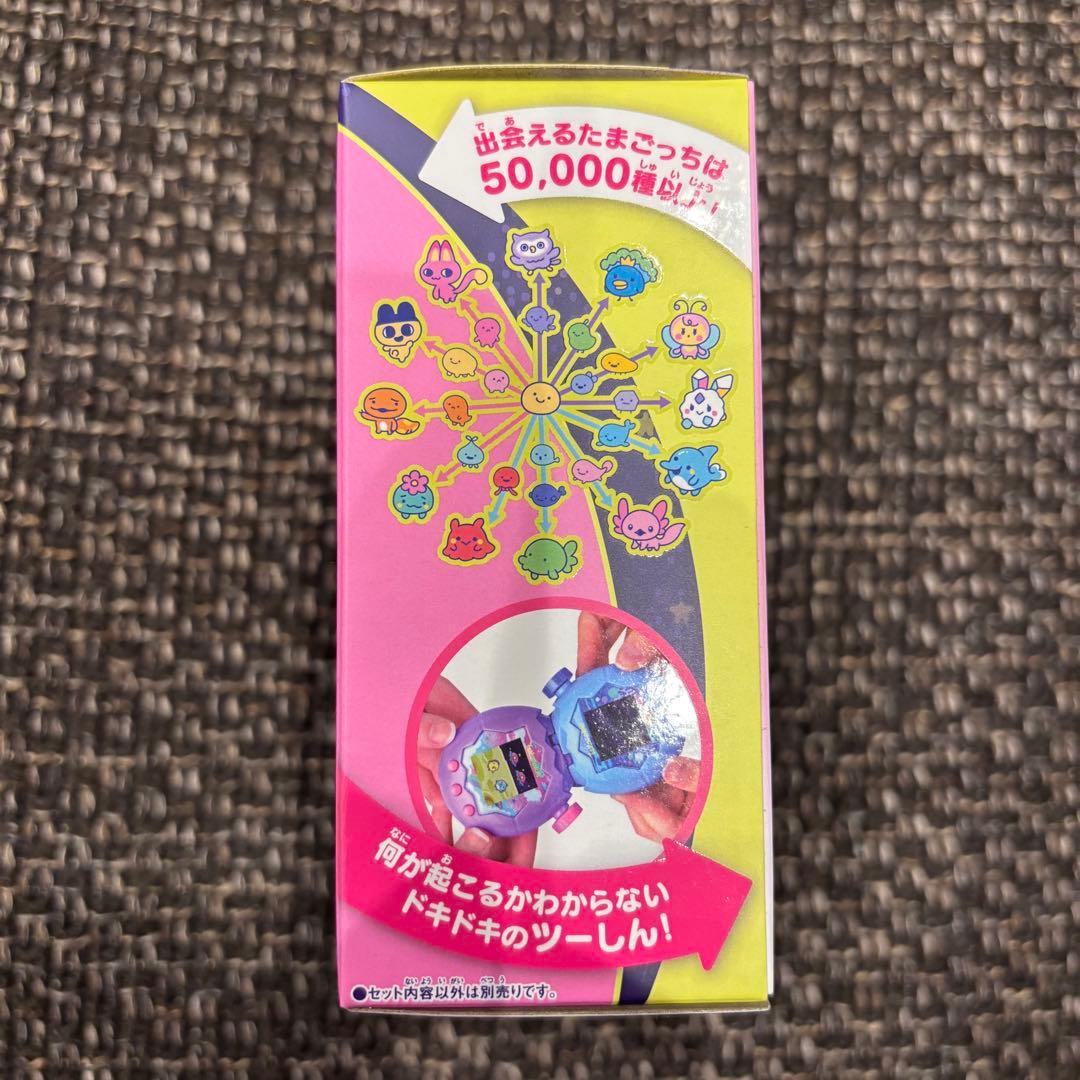 出会えるたまごっちは
50,000種以上!
何が起こるかわからない
ドキドキのツーしん!
●セット内容以外は別売りです。